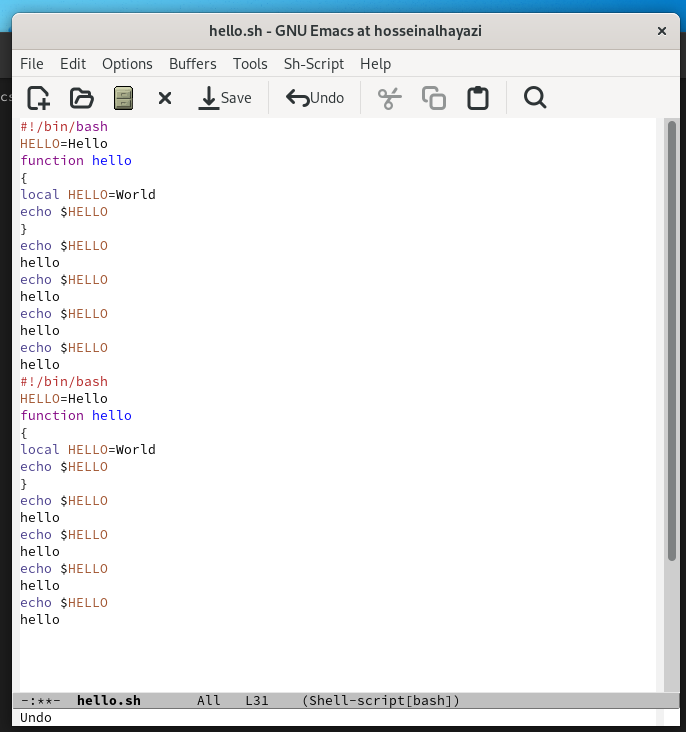 hello.sh - GNU Emacs at hosseinalhayazi
File Edit Options Buffers Tools Sh-Script Help
Save Undo
#!/bin/bash
HELLO=Hello
function hello
{
local HELLO=World
echo $HELLO
}
echo $HELLO
hello
echo $HELLO
hello
echo $HELLO
hello
echo $HELLO
hello
#!/bin/bash
HELLO=Hello
function hello
{
local HELLO=World
echo $HELLO
}
echo $HELLO
hello
echo $HELLO
hello
echo $HELLO
hello
echo $HELLO
hello
-:**- hello.sh All L31 (Shell-script[bash])
Undo